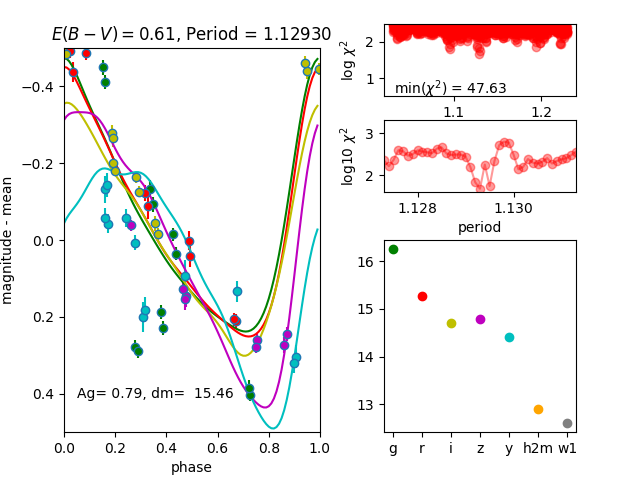 E(B − V) = 0.61, Period = 1.12930
magnitude - mean
−0.4
−0.2
0.0
0.2
0.4
Ag= 0.79, dm= 15.46
0.0 0.2 0.4 0.6 0.8 1.0
phase
log χ²
2
1
min(χ²) = 47.63
1.1 1.2
log10 χ²
3
2
1.128 1.130
period
16
15
14
13
g r i z y h2m w1